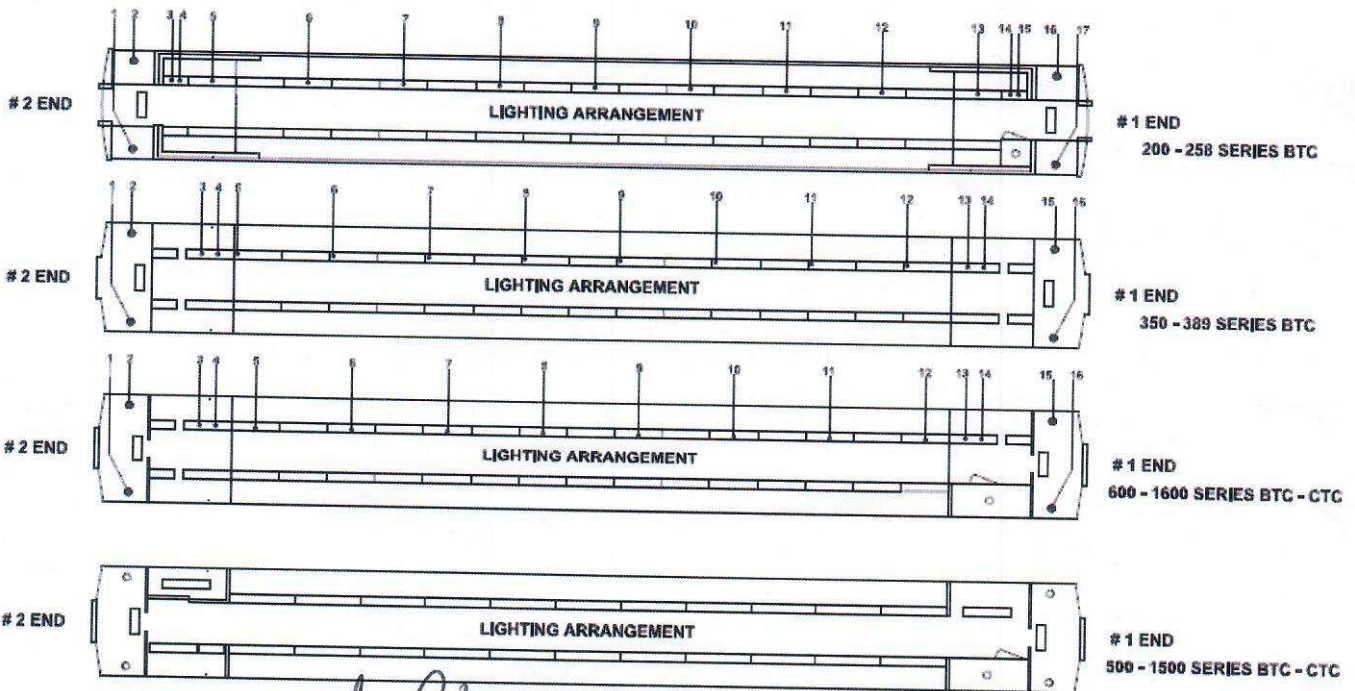 1 2 3 4 5 6 7 8 9 10 11 12 13 14 15 16 17
# 2 END
LIGHTING ARRANGEMENT
# 1 END
200 - 258 SERIES BTC
1 2 3 4 5 6 7 8 9 10 11 12 13 14 15 16
# 2 END
LIGHTING ARRANGEMENT
# 1 END
350 - 389 SERIES BTC
1 2 3 4 5 6 7 8 9 10 11 12 13 14 15 16
# 2 END
LIGHTING ARRANGEMENT
# 1 END
600 - 1600 SERIES BTC - CTC
# 2 END
LIGHTING ARRANGEMENT
# 1 END
500 - 1500 SERIES BTC - CTC